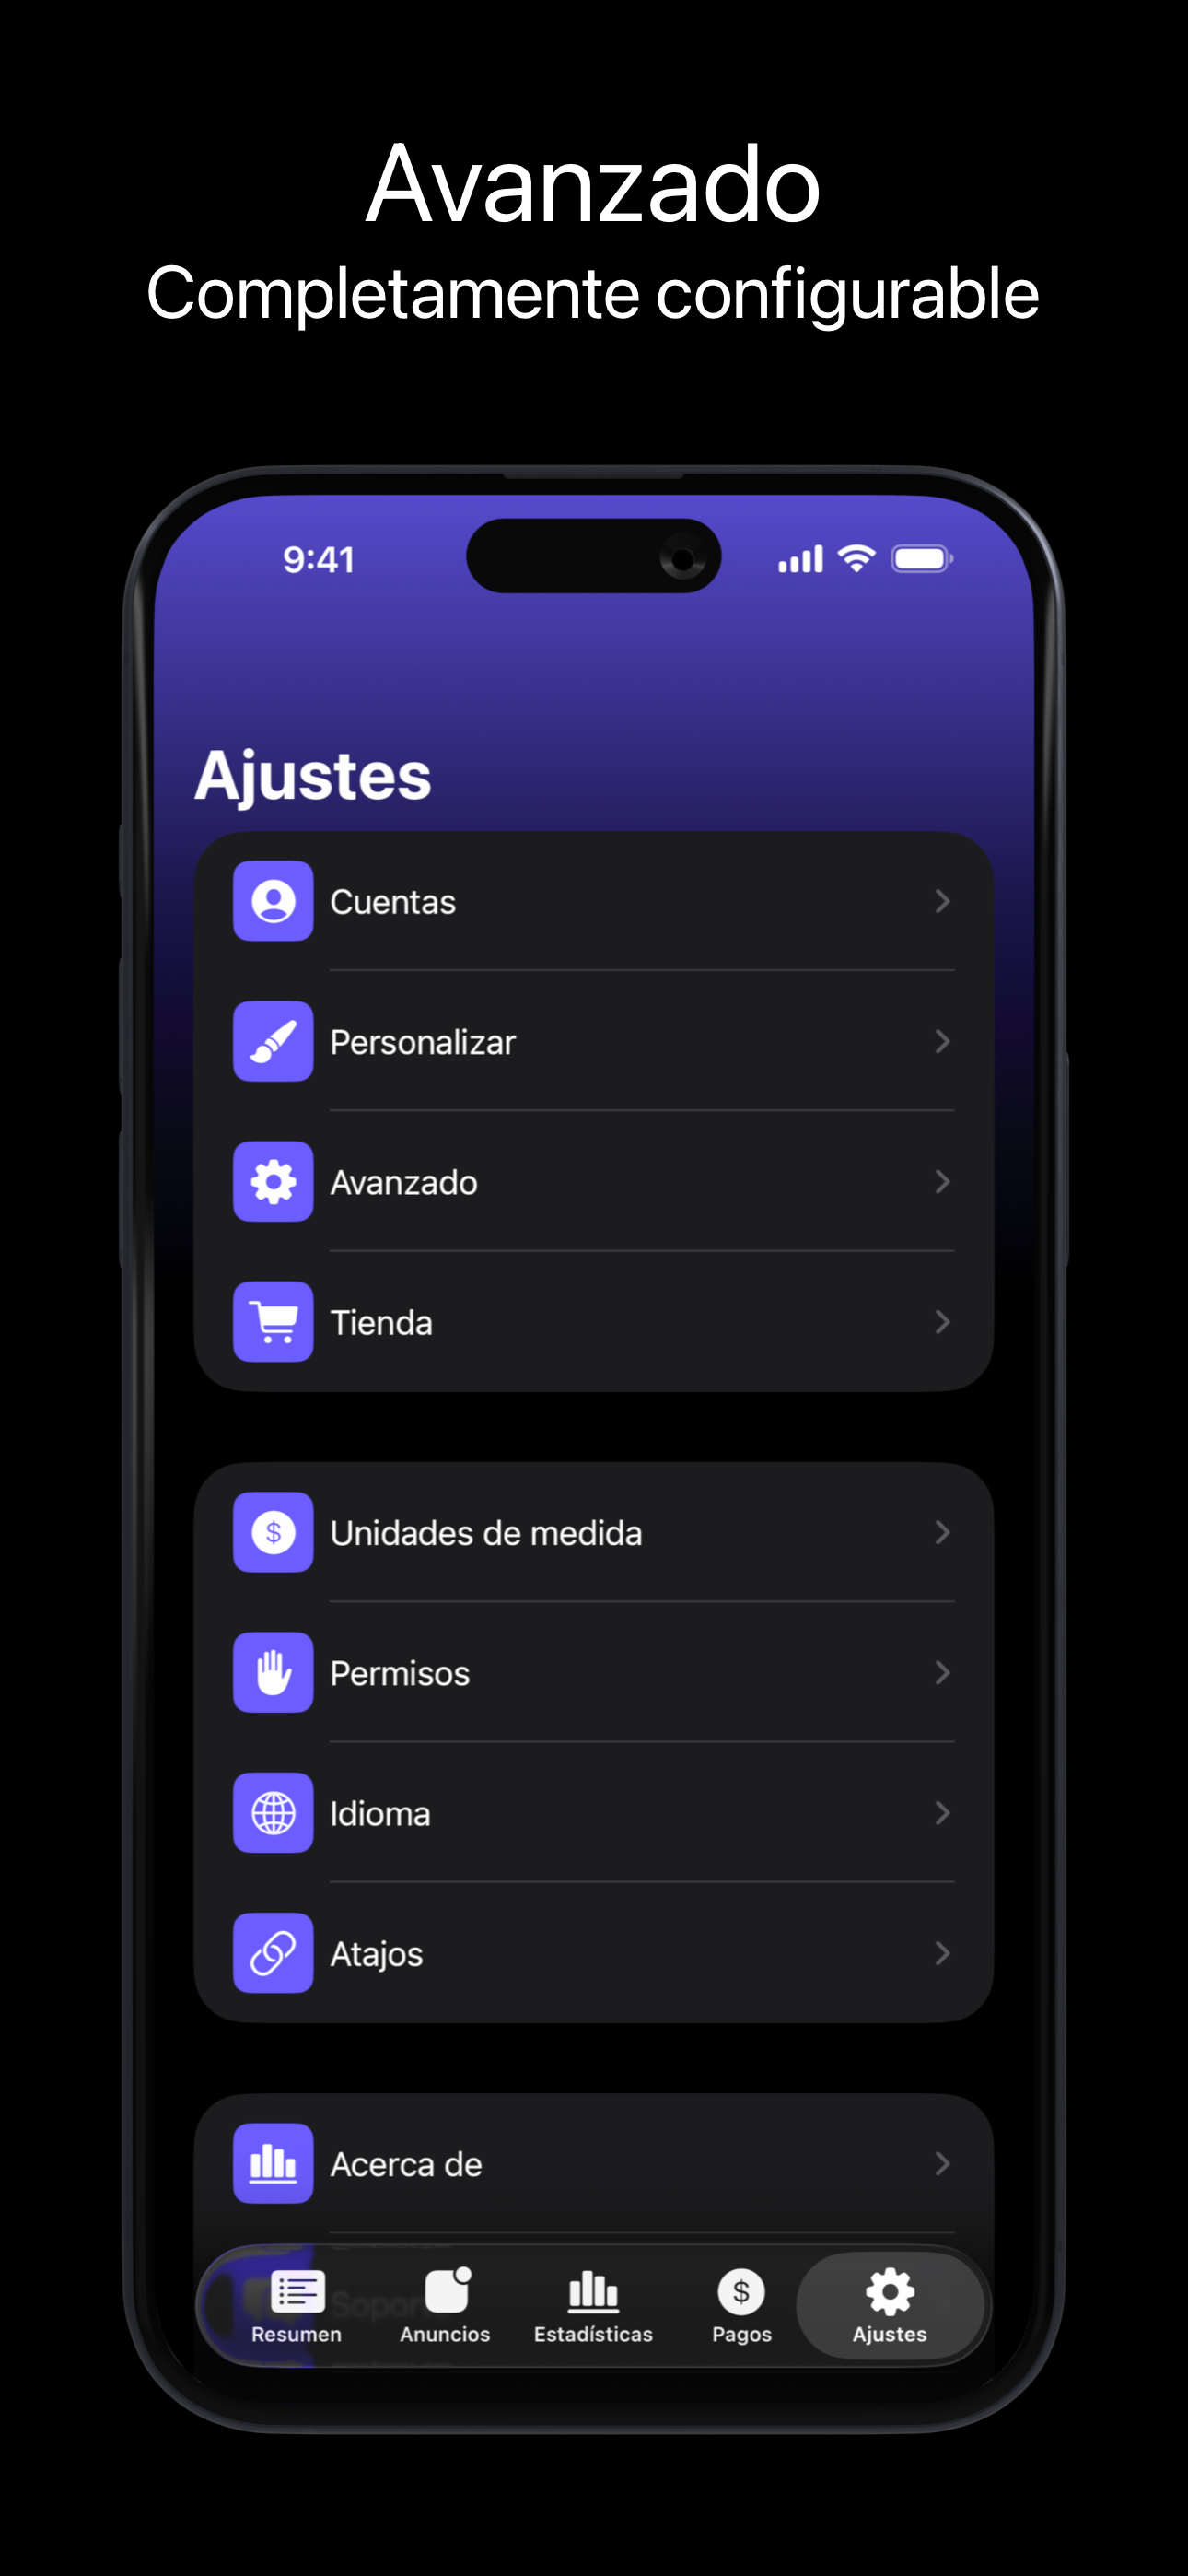 Avanzado
Completamente configurable
9:41
Ajustes
Cuentas
Personalizar
Avanzado
Tienda
$ Unidades de medida
Permisos
Idioma
Atajos
Acerca de
Resumen
Anuncios
Estadísticas
$
Pagos
Ajustes